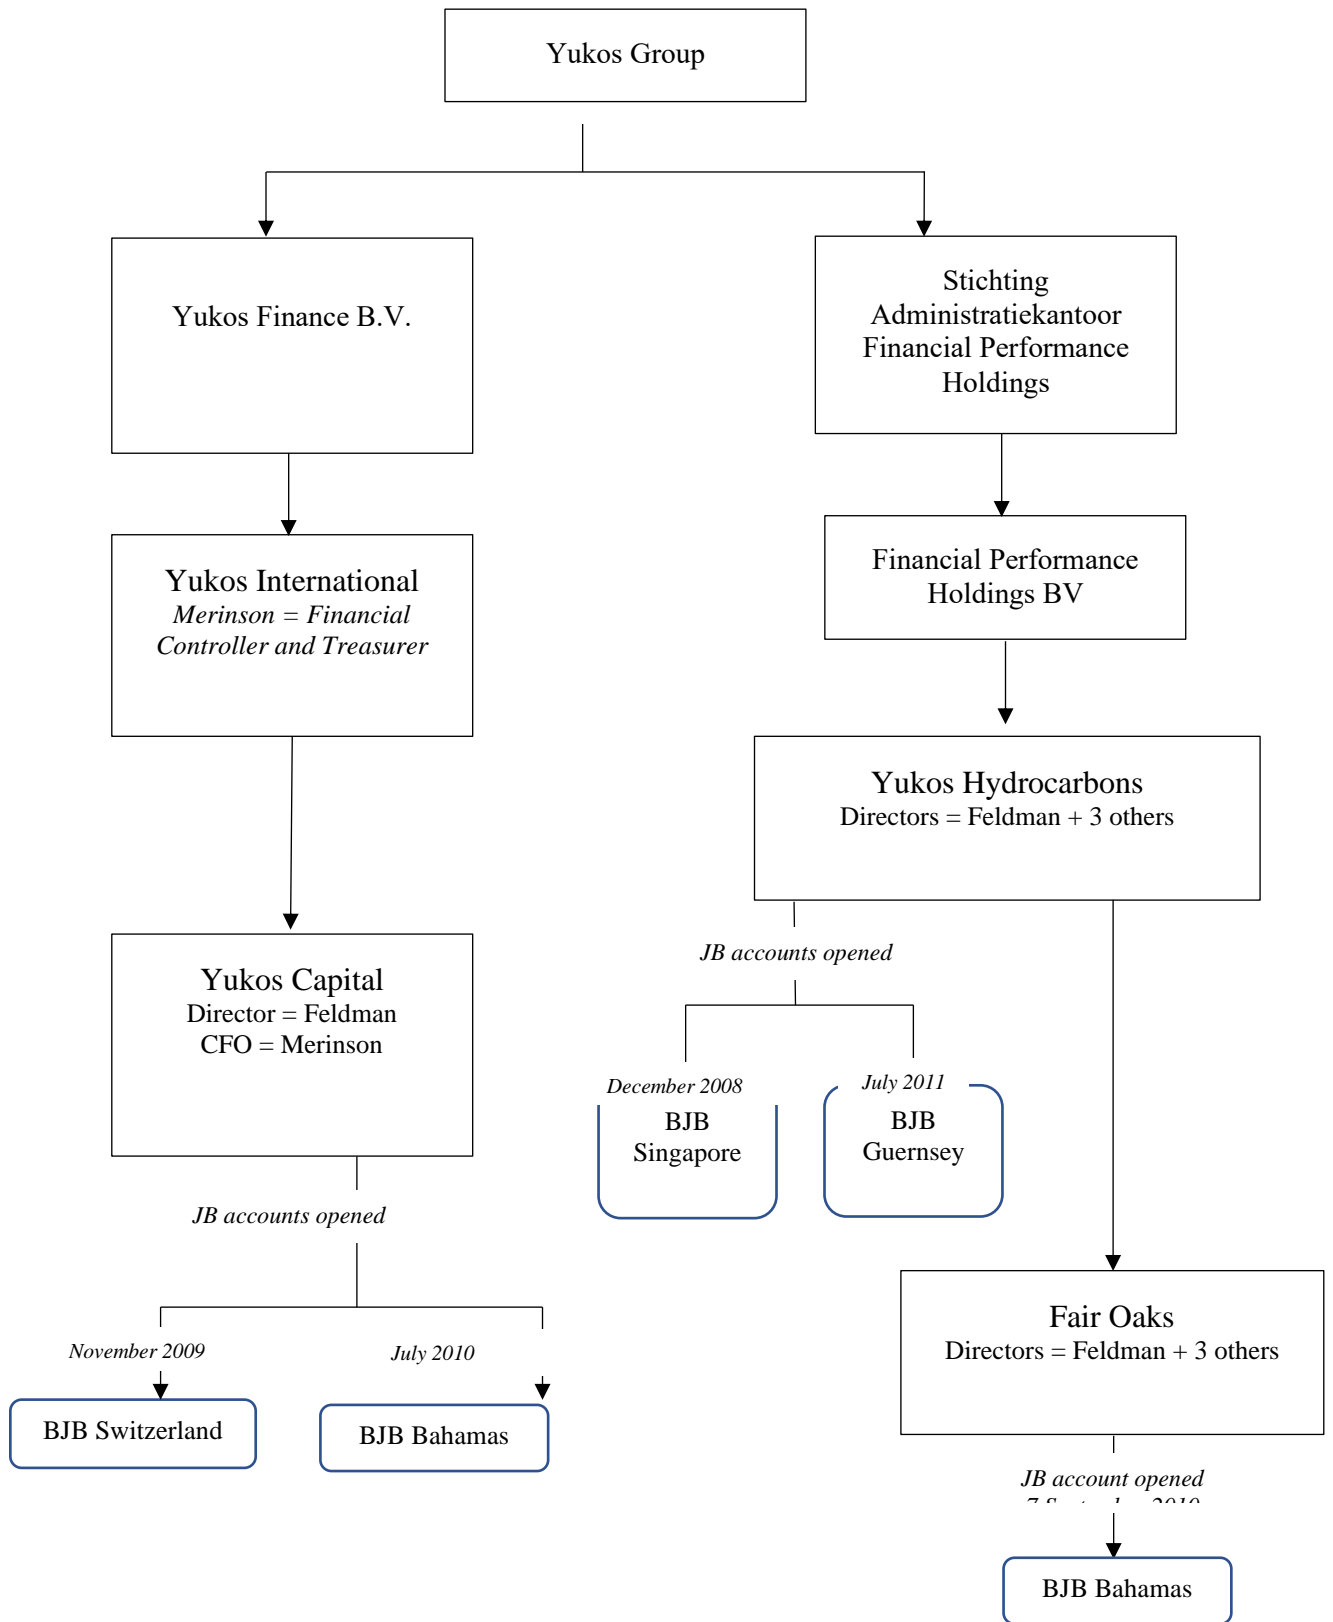 Yukos Group
Yukos Finance B.V.
Stichting
Administratiekantoor
Financial Performance
Holdings
Yukos International
Merinson = Financial
Controller and Treasurer
Financial Performance
Holdings BV
Yukos Hydrocarbons
Directors = Feldman + 3 others
Yukos Capital
Director = Feldman
CFO = Merinson
JB accounts opened
December 2008
BJB
Singapore
July 2011
BJB
Guernsey
JB accounts opened
November 2009
BJB Switzerland
July 2010
BJB Bahamas
Fair Oaks
Directors = Feldman + 3 others
JB account opened
7 September 2010
BJB Bahamas